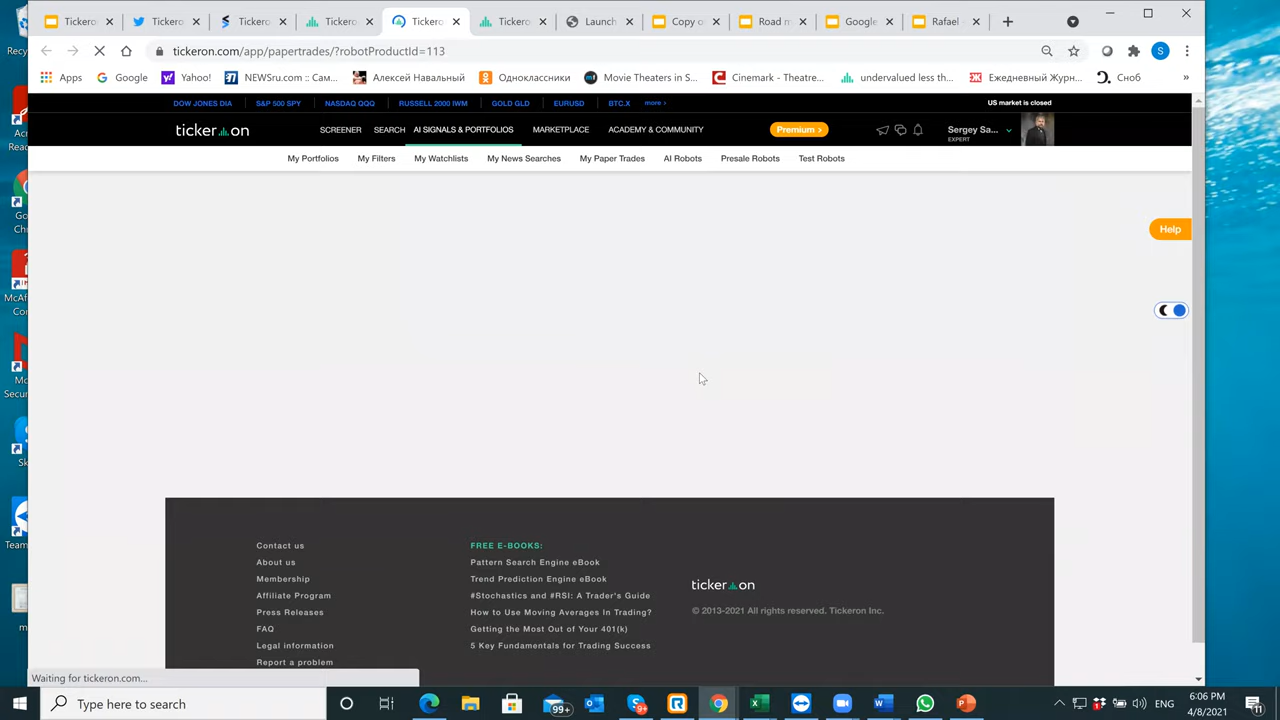 Tickero
Twitter
Stocktw
Tickero
Tickero
Tickero
Launch
Copy o
Road m
Google
Rafael
tickeron.com/app/papertrades/?robotProductId=113
S
Apps
Google
Yahoo!
NEWSru.com :: Сам...
Алексей Навальный
Одноклассники
Movie Theaters in S...
Cinemark - Theatre...
undervalued less th...
Ежедневный Журн...
Сноб
»
DOW JONES DIA
S&P 500 SPY
NASDAQ QQQ
RUSSELL 2000 IWM
GOLD GLD
EURUSD
BTC.X
more >
US market is closed
tickeron
SCREENER
SEARCH
AI SIGNALS & PORTFOLIOS
MARKETPLACE
ACADEMY & COMMUNITY
Premium >
Sergey Sa...
EXPERT
My Portfolios
My Filters
My Watchlists
My News Searches
My Paper Trades
AI Robots
Presale Robots
Test Robots
Help
Contact us
About us
Membership
Affiliate Program
Press Releases
FAQ
Legal information
Report a problem
FREE E-BOOKS:
Pattern Search Engine eBook
Trend Prediction Engine eBook
#Stochastics and #RSI: A Trader's Guide
How to Use Moving Averages In Trading?
Getting the Most Out of Your 401(k)
5 Key Fundamentals for Trading Success
tickeron
© 2013-2021 All rights reserved. Tickeron Inc.
Waiting for tickeron.com...
Type here to search
99+
ENG
6:06 PM
4/8/2021